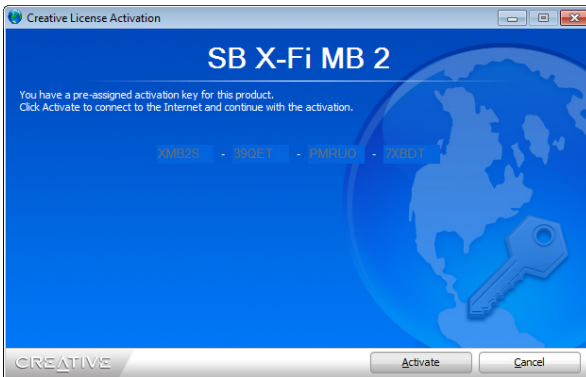 Creative License Activation
SB X-Fi MB 2
You have a pre-assigned activation key for this product.
Click Activate to connect to the Internet and continue with the activation.
XMB2S - 39QET - PMRUO - 7XBDT
CREATIVE
Activate Cancel